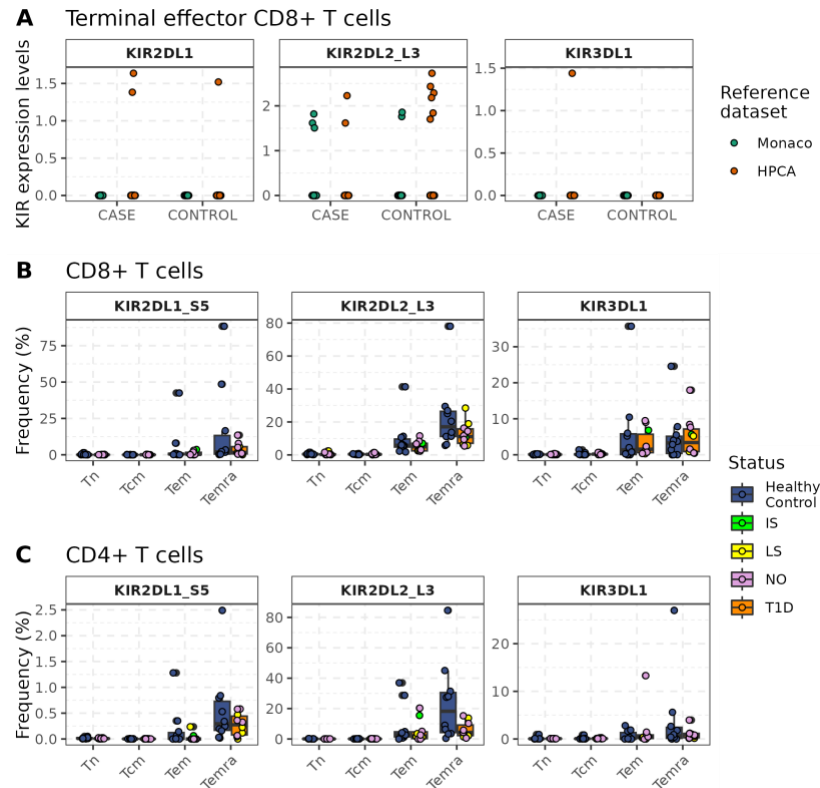 A Terminal effector CD8+ T cells
KIR2DL1 KIR2DL2_L3 KIR3DL1
KIR expression levels
1.5
1.0
0.5
0.0
2
1
0
1.5
1.0
0.5
0.0
CASE CONTROL CASE CONTROL CASE CONTROL
Reference
dataset
Monaco
HPCA
B CD8+ T cells
KIR2DL1_S5 KIR2DL2_L3 KIR3DL1
Frequency (%)
75
50
25
0
80
60
40
20
0
30
20
10
0
Tn Tcm Tem Temra Tn Tcm Tem Temra Tn Tcm Tem Temra
Status
Healthy
Control
IS
LS
NO
T1D
C CD4+ T cells
KIR2DL1_S5 KIR2DL2_L3 KIR3DL1
Frequency (%)
2.5
2.0
1.5
1.0
0.5
0.0
80
60
40
20
0
20
10
0
Tn Tcm Tem Temra Tn Tcm Tem Temra Tn Tcm Tem Temra